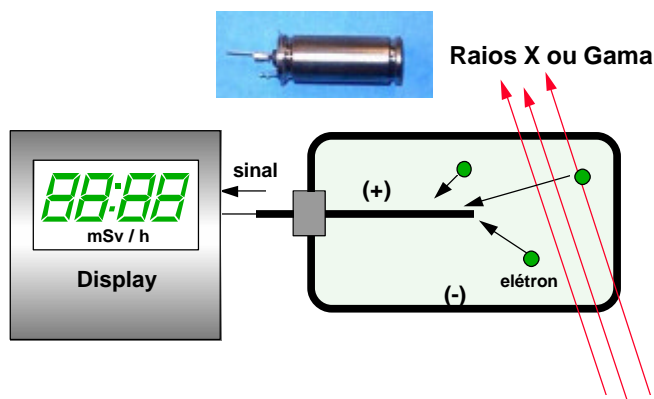 Raios X ou Gama
sinal
(+)
88:88
mSv / h
Display
elétron
(-)